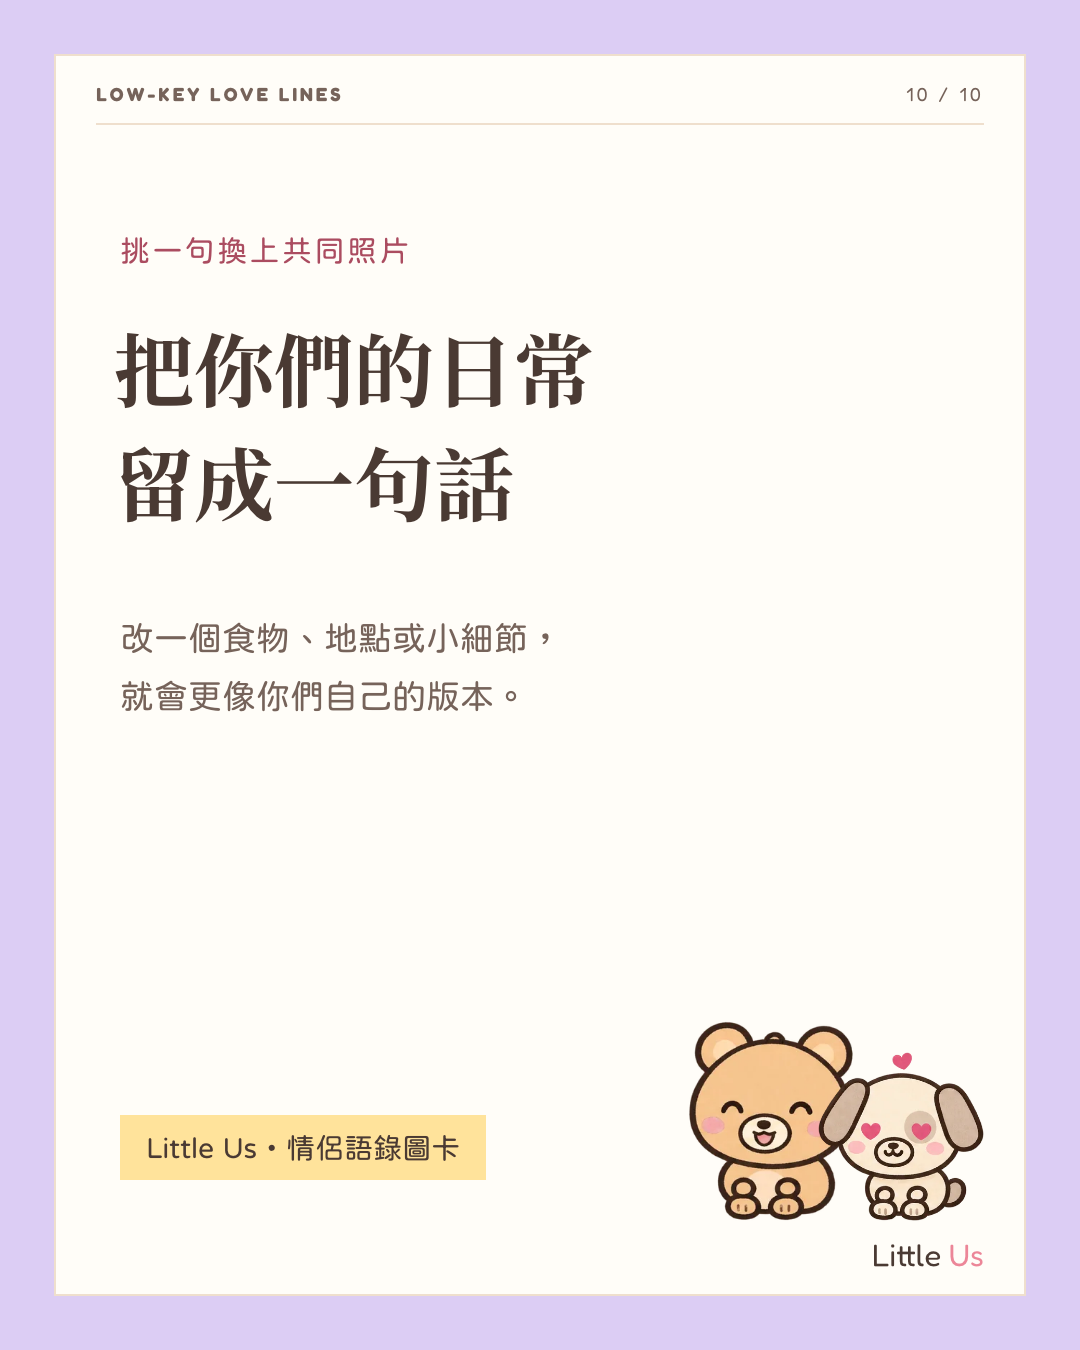 LOW-KEY LOVE LINES
10 / 10
挑一句換上共同照片
把你們的日常
留成一句話
改一個食物、地點或小細節，
就會更像你們自己的版本。
Little Us・情侶語錄圖卡
Little Us